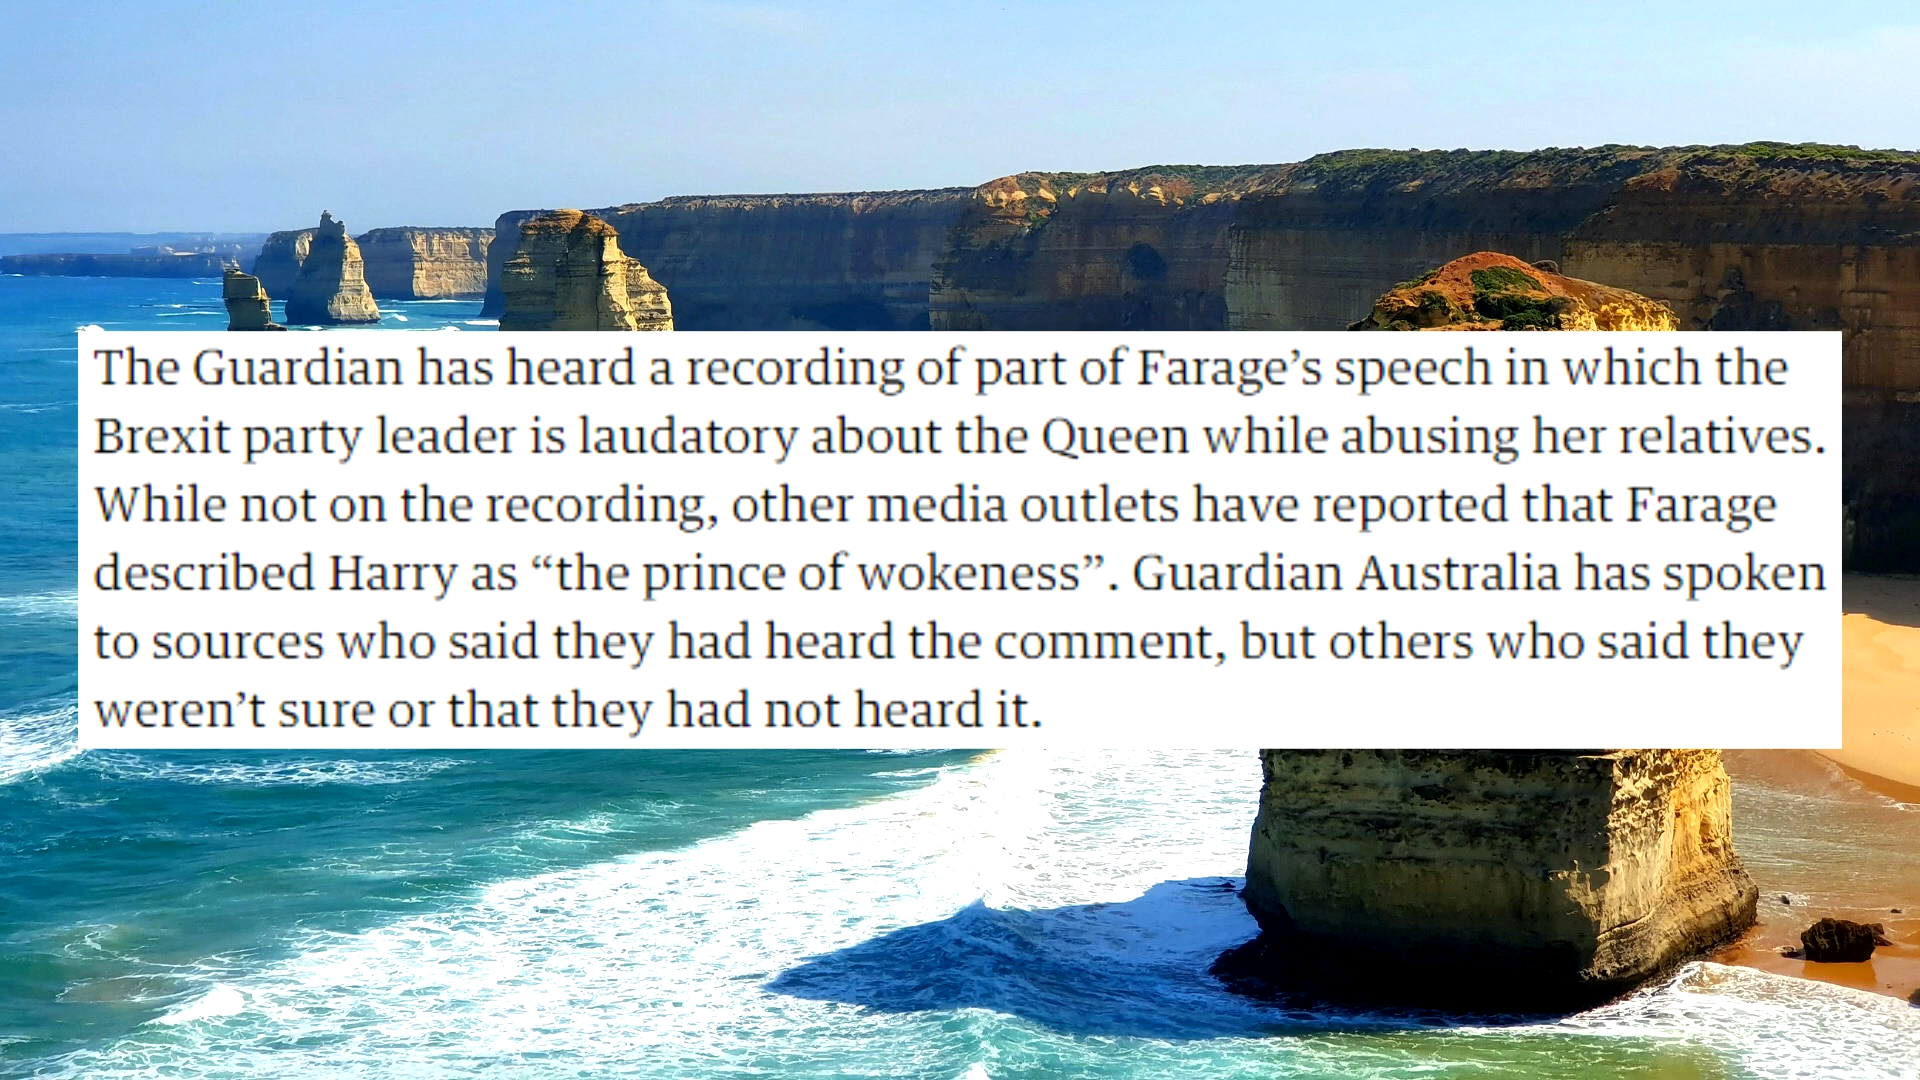 The Guardian has heard a recording of part of Farage’s speech in which the
Brexit party leader is laudatory about the Queen while abusing her relatives.
While not on the recording, other media outlets have reported that Farage
described Harry as “the prince of wokeness”. Guardian Australia has spoken
to sources who said they had heard the comment, but others who said they
weren’t sure or that they had not heard it.